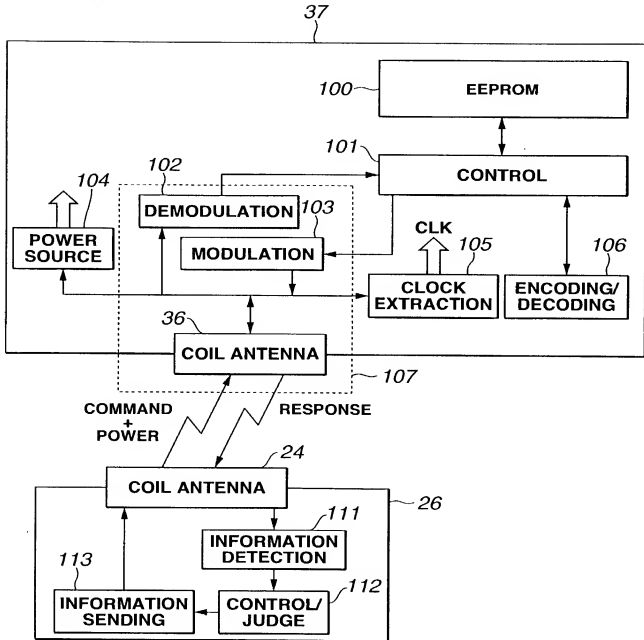 37
100
EEPROM
101
CONTROL
102
104
DEMODULATION
103
POWER
SOURCE
MODULATION
CLK
105
CLOCK
EXTRACTION
106
ENCODING/
DECODING
36
COIL ANTENNA
107
COMMAND
+
POWER
RESPONSE
24
COIL ANTENNA
26
111
INFORMATION
DETECTION
113
INFORMATION
SENDING
CONTROL/
JUDGE
112